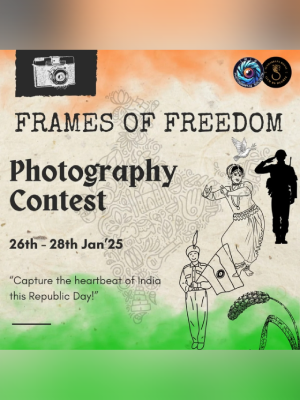 FRAMES OF FREEDOM
Photography
Contest
26th - 28th Jan'25
"Capture the heartbeat of India
this Republic Day!"